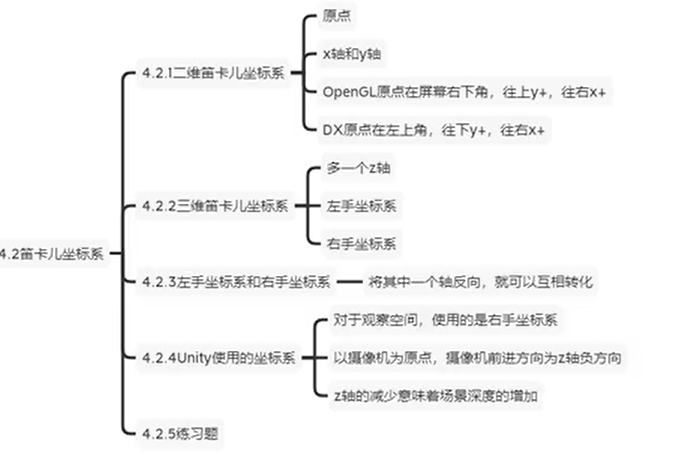 4.2笛卡儿坐标系
4.2.1二维笛卡儿坐标系
原点
x轴和y轴
OpenGL原点在屏幕右下角，往上y+，往右x+
DX原点在左上角，往下y+，往右x+
4.2.2三维笛卡儿坐标系
多一个z轴
左手坐标系
右手坐标系
4.2.3左手坐标系和右手坐标系
将其中一个轴反向，就可以互相转化
4.2.4Unity使用的坐标系
对于观察空间，使用的是右手坐标系
以摄像机为原点，摄像机前进方向为z轴负方向
z轴的减少意味着场景深度的增加
4.2.5练习题